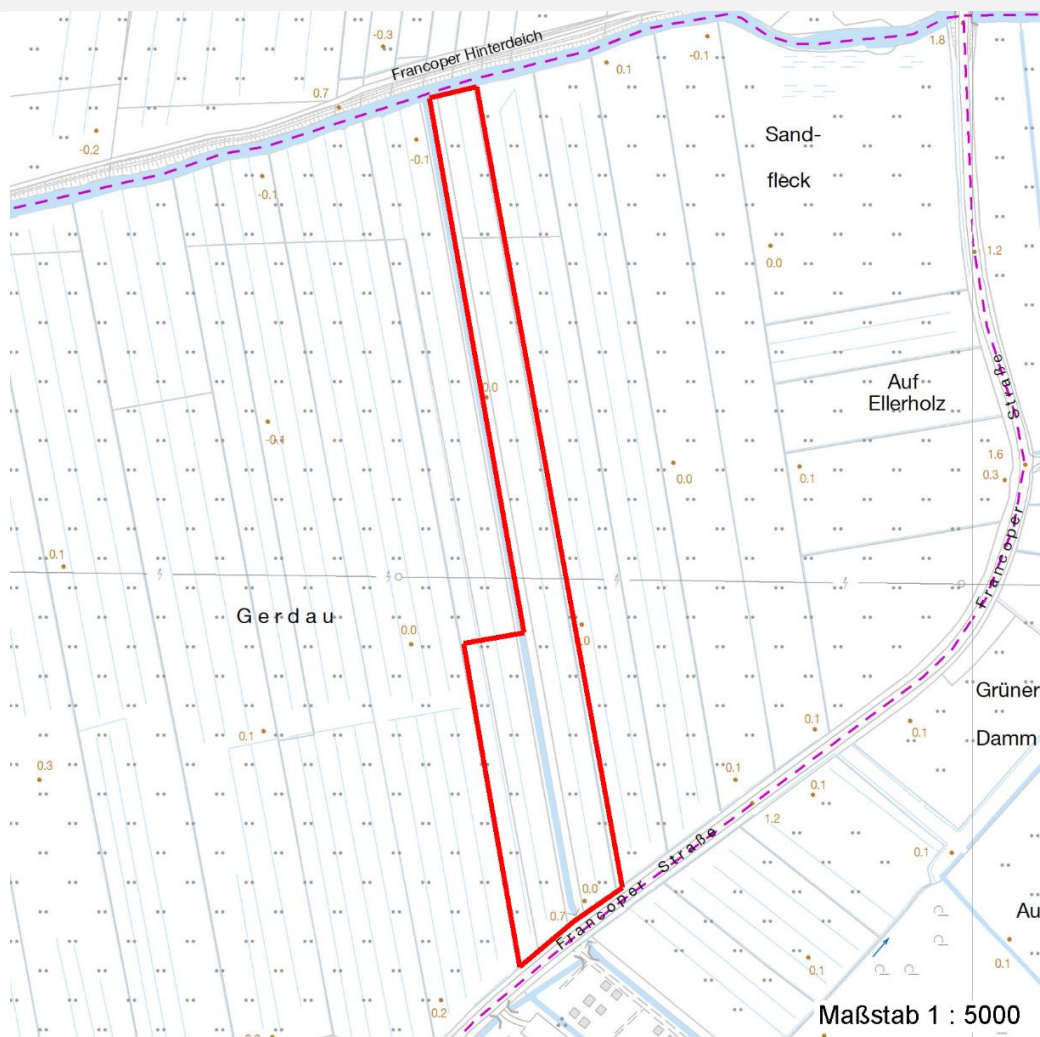 -0.3
Francoper Hinterdeich
-0.1
1.8
0.1
0.7
Sand-
-0.2
-0.1
fleck
-0.1
1.2
0.0
Auf
Ellerholz
Francoper Straße
0.0
-0.1
1.6
0.3
0.0
0.1
0.1
Gerdau
0.0
0.0
Grüner
Damm
0.1
0.1
0.1
0.3
0.1
0.1
1.2
0.1
Francoper Straße
0.0
0.7
Au
0.1
0.1
0.2
Maßstab 1 : 5000